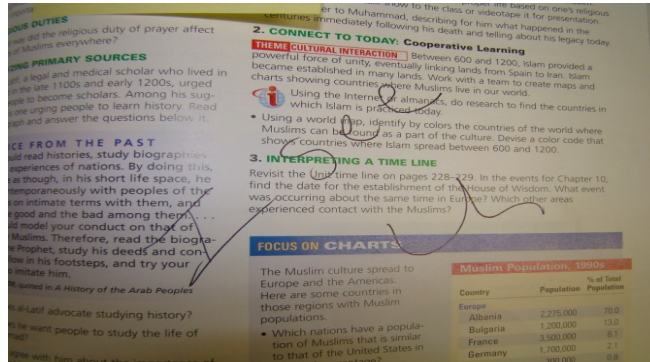 OUS DUTIES
did the religious duty of prayer affect
Muslims everywhere?
PRIMARY SOURCES
a legal and medical scholar who lived in
the late 1100s and early 1200s, urged
to become scholars. Among his sug-
one urging people to learn history. Read
and answer the questions below it.
FROM THE PAST
read histories, study biographies
experiences of nations. By doing this,
as though, in his short life space, he
temporaneously with peoples of the
on intimate terms with them, and
good and the bad among them. . . .
model your conduct on that of
Muslims. Therefore, read the biogra-
Prophet, study his deeds and con-
in his footsteps, and try your
imitate him.
quoted in A History of the Arab Peoples
al-Latif advocate studying history?
he want people to study the life of
er to Muhammad, describing for him what happened in the
centuries immediately following his death and telling about his legacy today.
to the class or videotape it for presentation.
2. CONNECT TO TODAY: Cooperative Learning
THEME CULTURAL INTERACTION Between 600 and 1200, Islam provided a
powerful force of unity, eventually linking lands from Spain to Iran. Islam
became established in many lands. Work with a team to create maps and
charts showing countries where Muslims live in our world.
Using the Internet or almanacs, do research to find the countries in
which Islam is practiced today.
• Using a world map, identify by colors the countries of the world where
Muslims can be found as a part of the culture. Devise a color code that
shows countries where Islam spread between 600 and 1200.
3. INTERPRETING A TIME LINE
Revisit the Unit time line on pages 228–229. In the events for Chapter 10,
find the date for the establishment of the House of Wisdom. What event
was occurring about the same time in Europe? Which other areas
experienced contact with the Muslims?
FOCUS ON CHARTS
The Muslim culture spread to
Europe and the Americas.
Here are some countries in
those regions with Muslim
populations.
• Which nations have a popula-
tion of Muslims that is similar
to that of the United States in
Muslim Population, 1990s
Country Population % of Total Population
Europe
Albania 2,275,000 70.0
Bulgaria 1,200,000 13.0
France 3,500,000 6.1
Germany 1,700,000 2.1